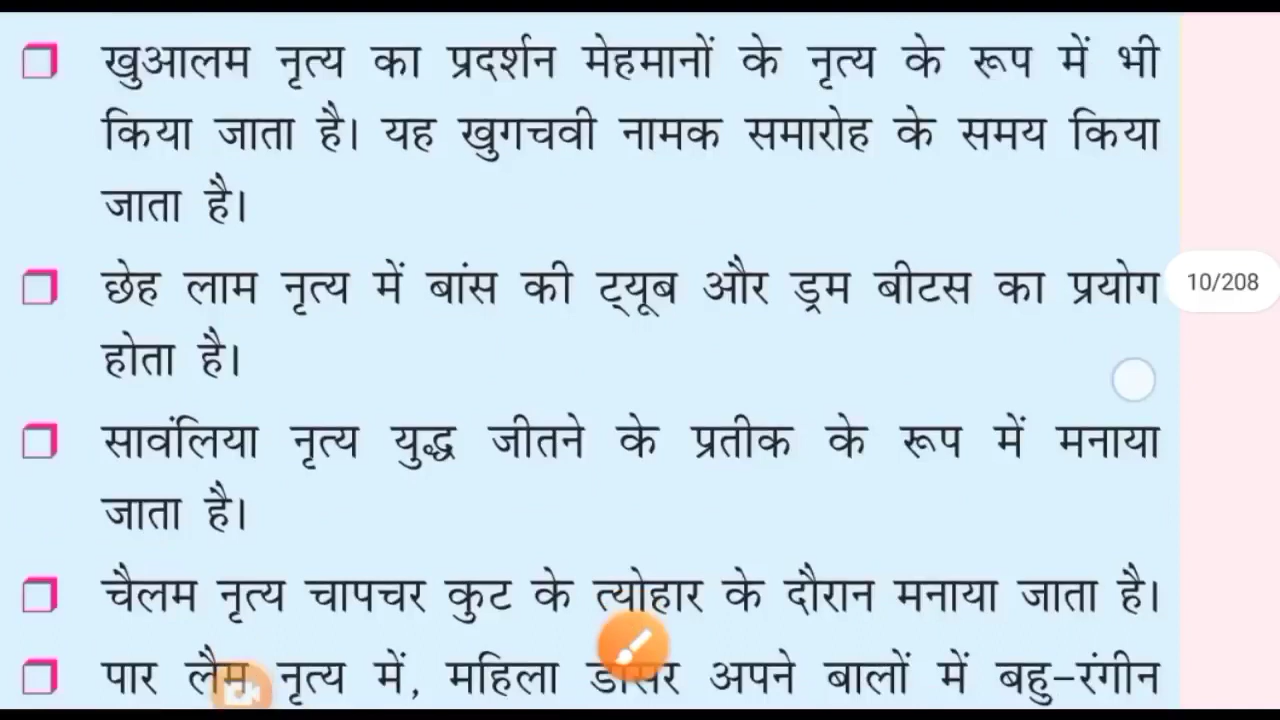 खुआलम नृत्य का प्रदर्शन मेहमानों के नृत्य के रूप में भी
किया जाता है। यह खुगचवी नामक समारोह के समय किया
जाता है।
छेह लाम नृत्य में बांस की ट्यूब और ड्रम बीटस का प्रयोग
10/208
होता है।
सावंलिया नृत्य युद्ध जीतने के प्रतीक के रूप में मनाया
जाता है।
चैलम नृत्य चापचर कुट के त्योहार के दौरान मनाया जाता है।
पार लैम नृत्य में, महिला डांसर अपने बालों में बहु-रंगीन